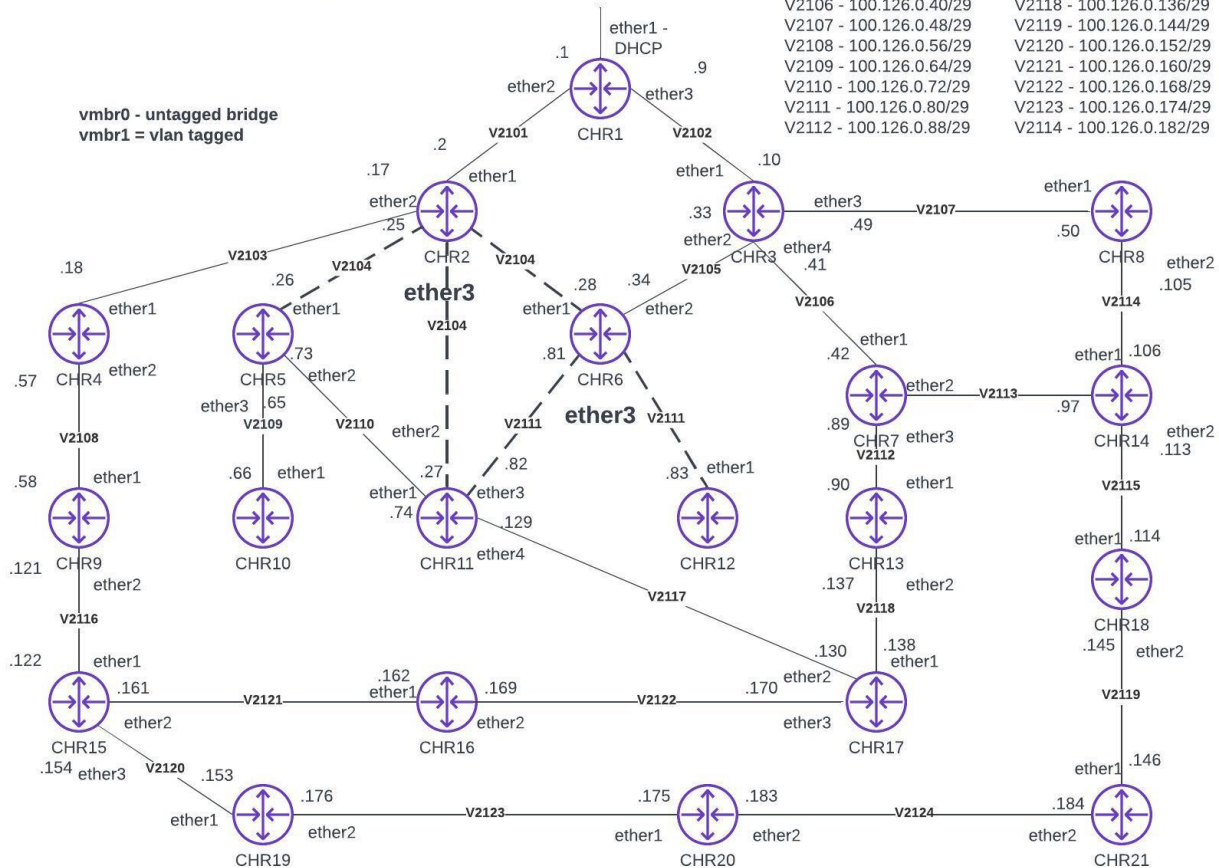 V2106 - 100.126.0.40/29
V2118 - 100.126.0.136/29
ether1 -
DHCP
V2107 - 100.126.0.48/29
V2119 - 100.126.0.144/29
V2108 - 100.126.0.56/29
V2120 - 100.126.0.152/29
.1
.9
V2109 - 100.126.0.64/29
V2121 - 100.126.0.160/29
ether2
ether3
V2110 - 100.126.0.72/29
V2122 - 100.126.0.168/29
vmbr0 - untagged bridge
V2111 - 100.126.0.80/29
V2123 - 100.126.0.174/29
vmbr1 = vlan tagged
V2101
CHR1
V2102
V2112 - 100.126.0.88/29
V2114 - 100.126.0.182/29
.2
.10
.17
ether1
ether1
ether1
ether2
.33
ether3
V2107
.25
.49
.50
ether2
ether4
V2103
CHR2
CHR3
CHR8
V2104
V2104
V2105
.41
ether2
.18
.26
ether3
.28
.34
.105
ether1
ether1
ether1
ether2
V2106
V2114
V2104
ether1
.73
.81
.42
ether1
.106
CHR4
ether2
CHR5
ether2
CHR6
.57
ether2
V2113
ether3
.65
ether3
.97
V2109
V2110
V2111
V2111
.89
CHR7
ether3
CHR14
ether2
V2108
ether2
V2112
.113
.58
ether1
.66
ether1
.27
.82
.83
ether1
.90
ether1
V2115
ether1
ether3
.74
.129
ether1
.114
CHR9
CHR10
CHR11
ether4
CHR12
CHR13
.121
ether2
.137
ether2
V2117
V2118
V2116
CHR18
.145
ether2
.122
ether1
.130
.138
ether1
.161
.162
ether1
.169
.170
ether2
V2121
V2122
V2119
ether2
ether2
ether3
CHR15
CHR16
CHR17
.154
ether3
V2120
.153
ether1
.146
.176
.175
.183
.184
ether1
V2123
V2124
ether2
ether1
ether2
ether2
CHR19
CHR20
CHR21